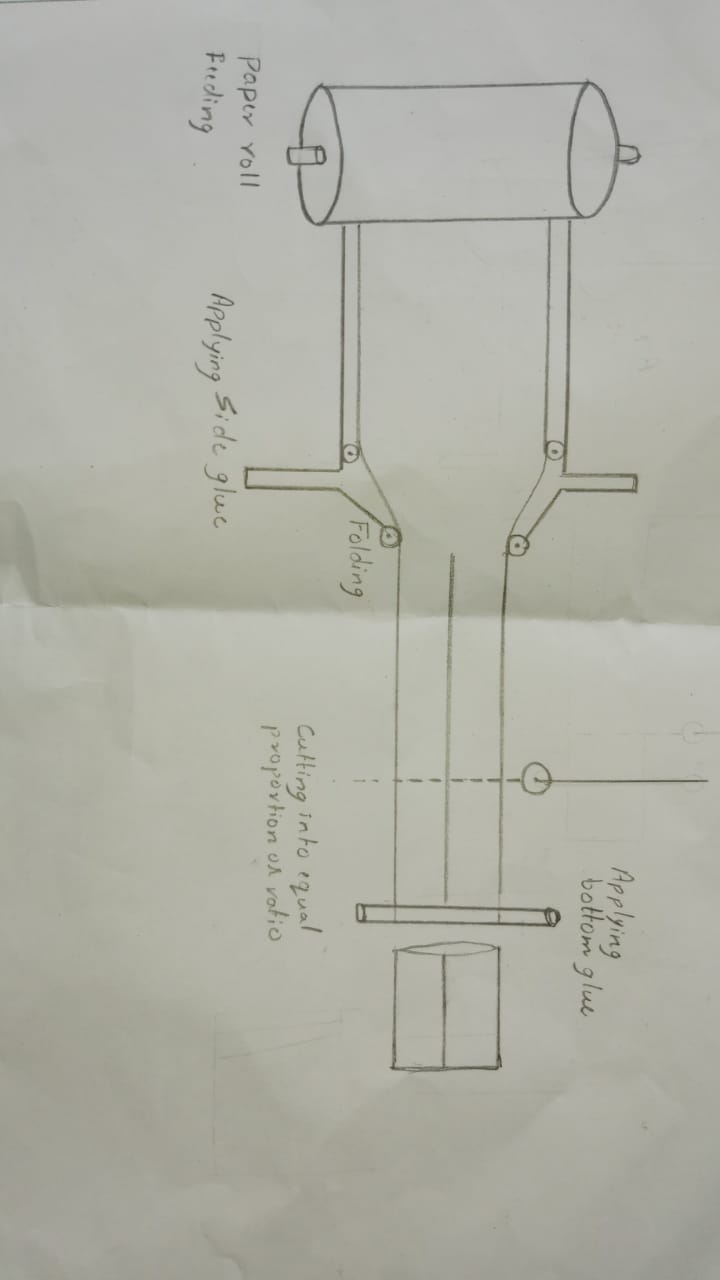 Paper roll
Feeding
Applying Side glue
Folding
Cutting into equal
proportion or ratio
Applying
bottom glue